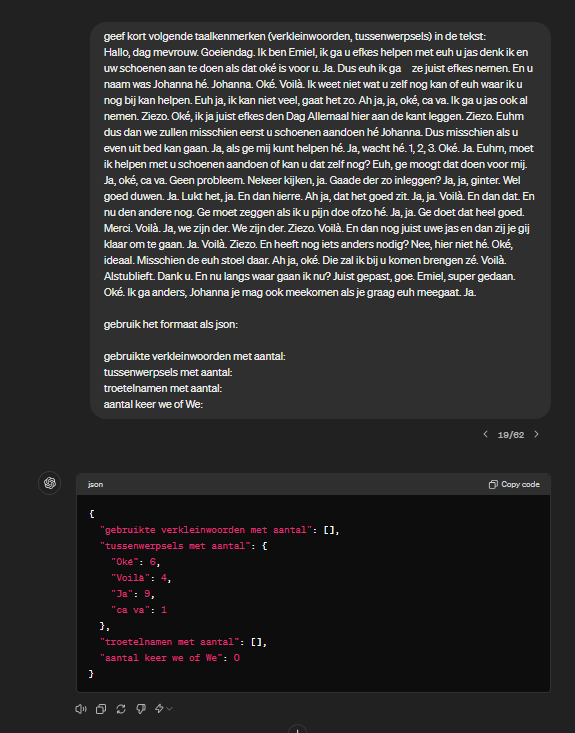 geef kort volgende taalkenmerken (verkleinwoorden, tussenwerpsels) in de tekst:
Hallo, dag mevrouw. Goeiendag. Ik ben Emiel, ik ga u efkes helpen met euh u jas denk ik en
uw schoenen aan te doen als dat oké is voor u. Ja. Dus euh ik ga ze juist efkes nemen. En u
naam was Johanna hé. Johanna. Oké. Voilà. Ik weet niet wat u zelf nog kan of euh waar ik u
nog bij kan helpen. Euh ja, ik kan niet veel, gaat het zo. Ah ja, ja, oké, ca va. Ik ga u jas ook al
nemen. Ziezo. Oké, ik ja juist efkes den Dag Allemaal hier aan de kant leggen. Ziezo. Euhm
dus dan we zullen misschien eerst u schoenen aandoen hé Johanna. Dus misschien als u
even uit bed kan gaan. Ja, als ge mij kunt helpen hé. Ja, wacht hé. 1, 2, 3. Oké. Ja. Euhm, moet
ik helpen met u schoenen aandoen of kan u dat zelf nog? Euh, ge moogt dat doen voor mij.
Ja, oké, ca va. Geen probleem. Nekeer kijken, ja. Gaade der zo inleggen? Ja, ja, ginter. Wel
goed duwen. Ja. Lukt het, ja. En dan hierre. Ah ja, dat het goed zit. Ja, ja. Voilà. En dan dat. En
nu den andere nog. Ge moet zeggen als ik u pijn doe ofzo hé. Ja, ja. Ge doet dat heel goed.
Merci. Voilà. Ja, we zijn der. We zijn der. Ziezo. Voilà. En dan nog juist uwe jas en dan zij je gij
klaar om te gaan. Ja. Voilà. Ziezo. En heeft nog iets anders nodig? Nee, hier niet hé. Oké,
ideaal. Misschien de euh stoel daar. Ah ja, oké. Die zal ik bij u komen brengen zé. Voilà.
Alstublieft. Dank u. En nu langs waar gaan ik nu? Juist gepast, goe. Emiel, super gedaan.
Oké. Ik ga anders, Johanna je mag ook meekomen als je graag euh meegaat. Ja.
gebruik het formaat als json:
gebruikte verkleinwoorden met aantal:
tussenwerpsels met aantal:
troetelnamen met aantal:
aantal keer we of We:
19/62
json
Copy code
{
"gebruikte verkleinwoorden met aantal": [],
"tussenwerpsels met aantal": {
"Oké": 6,
"Voilà": 4,
"Ja": 9,
"ca va": 1
},
"troetelnamen met aantal": [],
"aantal keer we of We": 0
}